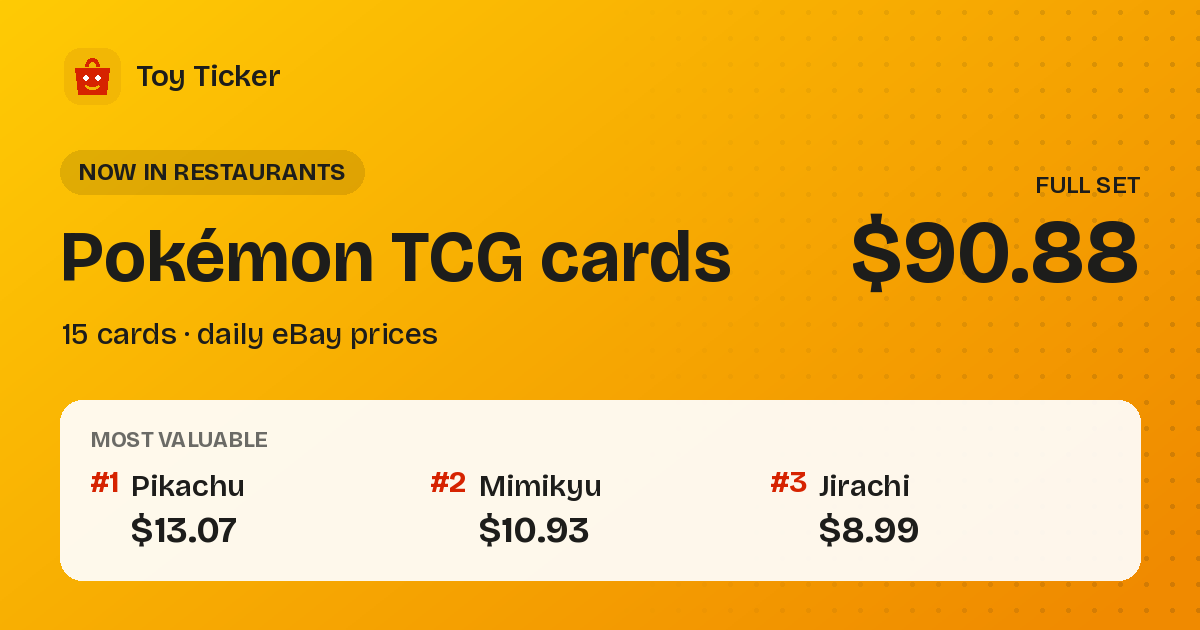 Toy Ticker
NOW IN RESTAURANTS
Pokémon TCG cards
15 cards · daily eBay prices
FULL SET
$90.88
MOST VALUABLE
#1 Pikachu
$13.07
#2 Mimikyu
$10.93
#3 Jirachi
$8.99